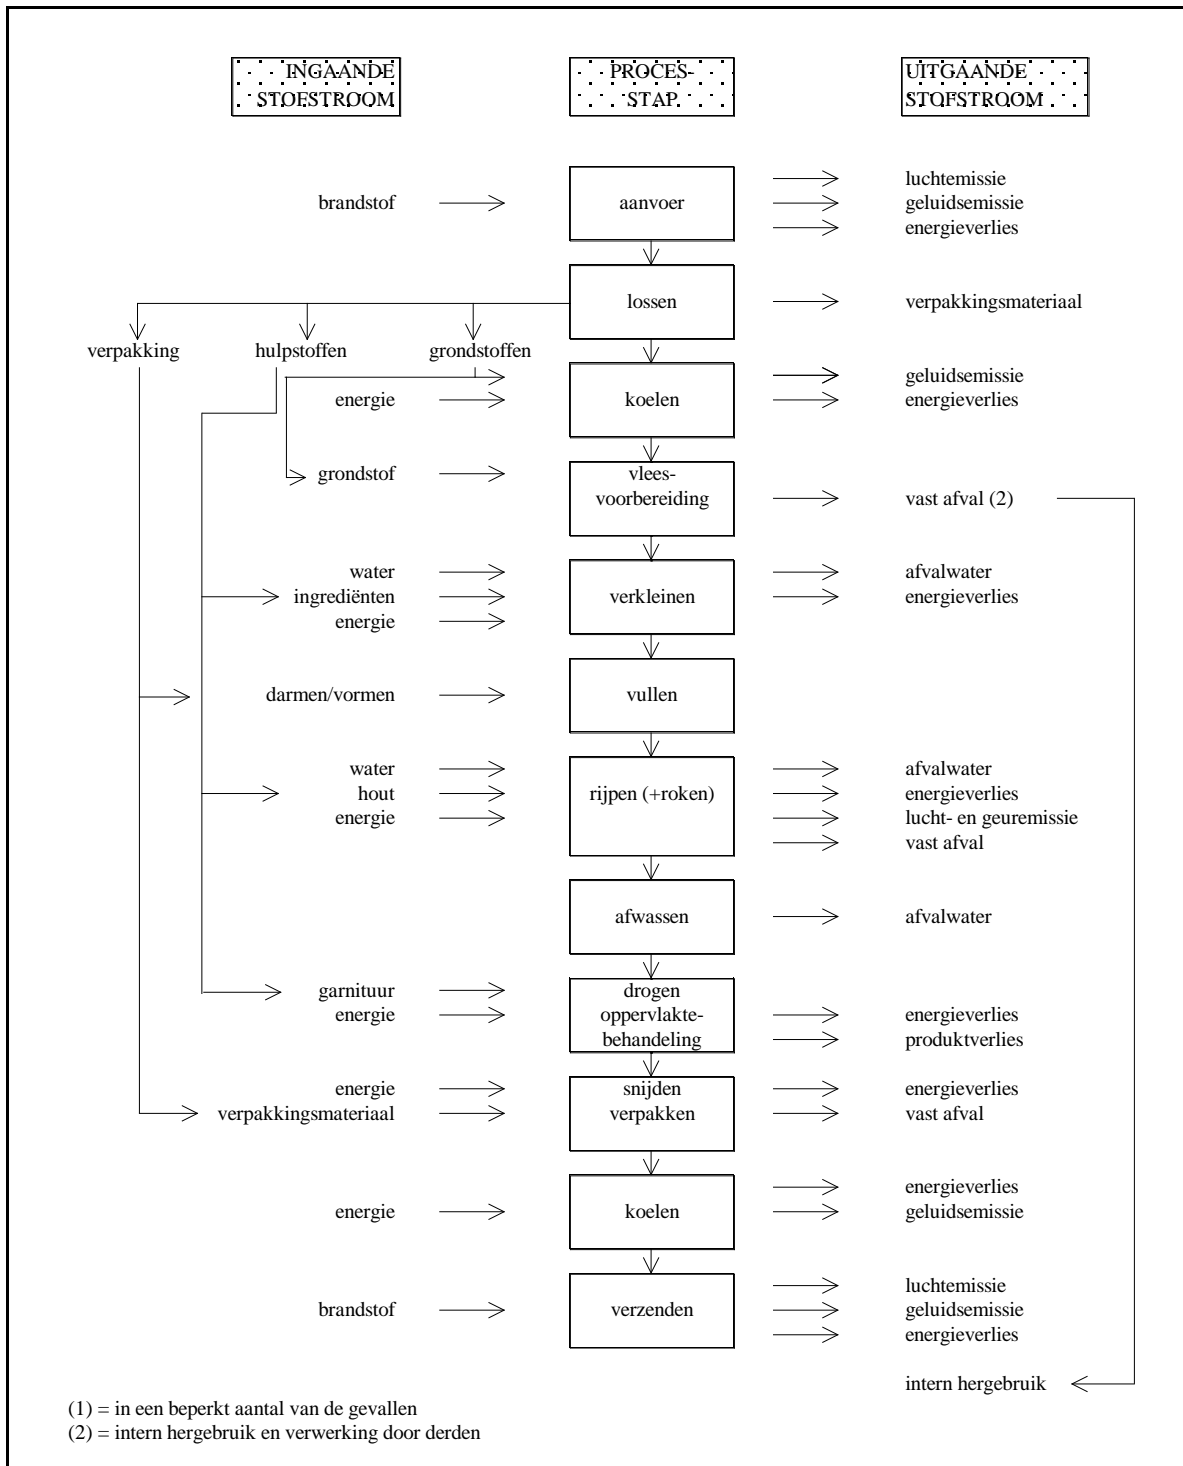 INGAANDE
STOFSTROOM
PROCES-
STAP
UITGAANDE
STOFSTROOM
brandstof
aanvoer
luchtemissie
geluidsemissie
energieverlies
lossen
verpakkingsmateriaal
verpakking
hulpstoffen
grondstoffen
energie
koelen
geluidsemissie
energieverlies
grondstof
vlees-
voorbereiding
vast afval (2)
water
ingrediënten
energie
verkleinen
afvalwater
energieverlies
darmen/vormen
vullen
water
hout
energie
rijpen (+roken)
afvalwater
energieverlies
lucht- en geuremissie
vast afval
afwassen
afvalwater
garnituur
energie
drogen
oppervlakte-
behandeling
energieverlies
produktverlies
energie
verpakkingsmateriaal
snijden
verpakken
energieverlies
vast afval
energie
koelen
energieverlies
geluidsemissie
brandstof
verzenden
luchtemissie
geluidsemissie
energieverlies
intern hergebruik
(1) = in een beperkt aantal van de gevallen
(2) = intern hergebruik en verwerking door derden